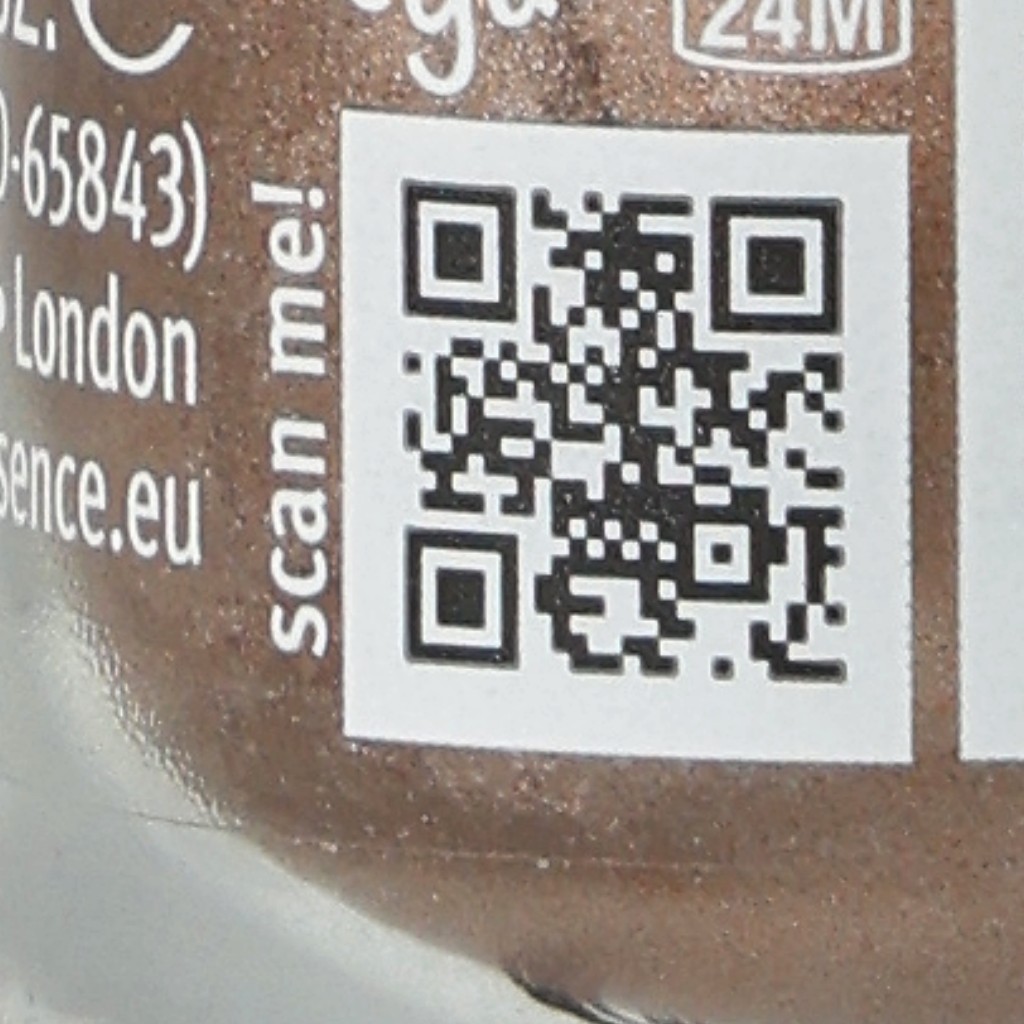 24M
65843)
London
sence.eu
scan me!